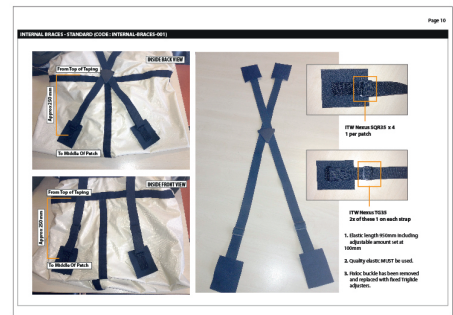 Page 10
INTERNAL BRACES - STANDARD (CODE : INTERNAL-BRACES-001)
INSIDE BACK VIEW
From Top of Taping
Approx 250 mm
To Middle Of Patch
INSIDE FRONT VIEW
From Top of Taping
Approx 200 mm
To Middle Of Patch
ITW Nexus SQR35 x 4
1 per patch
ITW Nexus TG35
2x of these 1 on each strap
1. Elastic length 950mm including
adjustable amount set at
100mm
2. Quality elastic MUST be used.
3. Fixloc buckle has been removed
and replaced with fixed Triglide
adjusters.